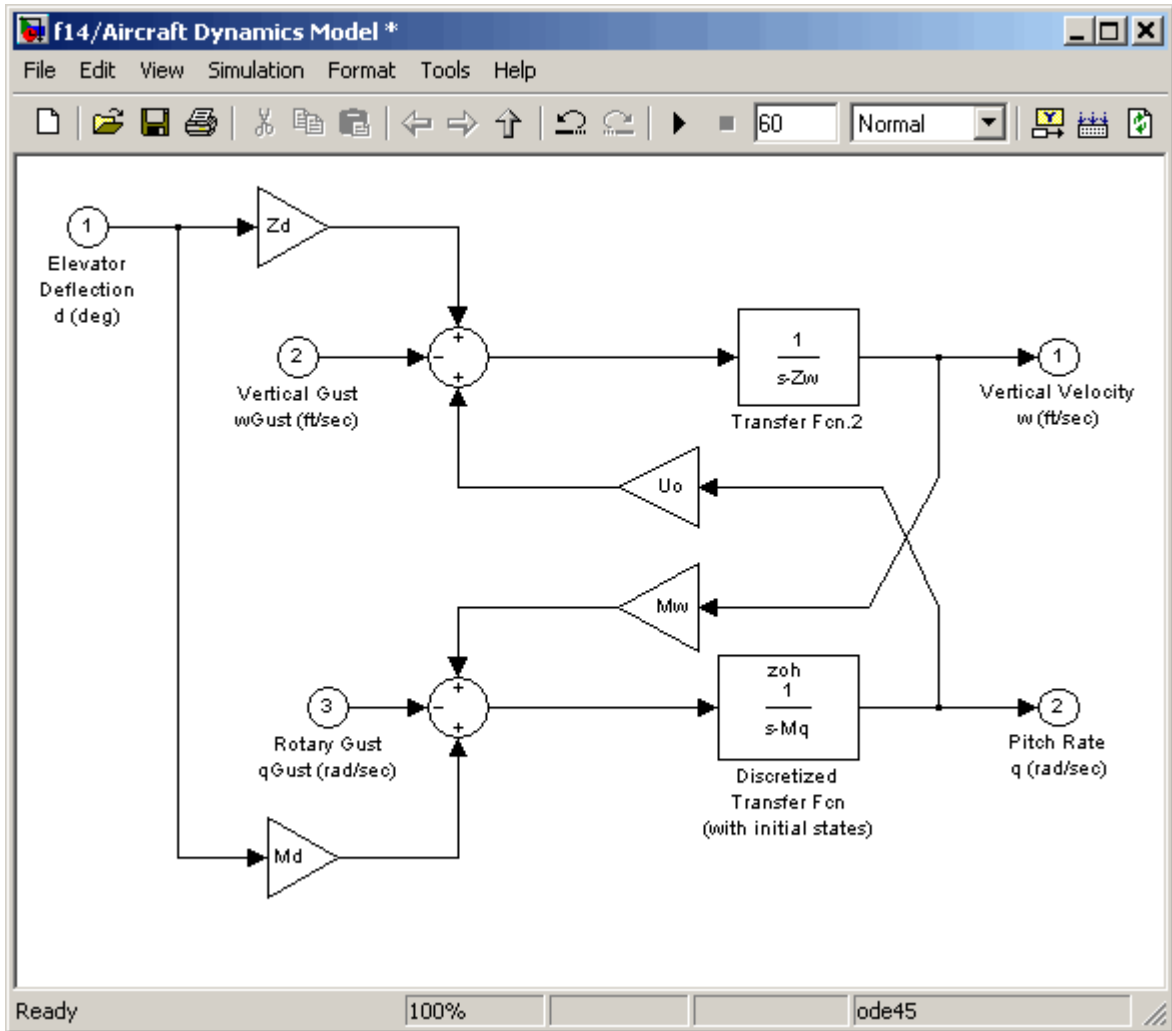 f14/Aircraft Dynamics Model *
File Edit View Simulation Format Tools Help
60 Normal
1
Elevator
Deflection
d (deg)
Zd
+
2
-
+
Vertical Gust
wGust (ft/sec)
1
s-Zw
Transfer Fcn.2
1
Vertical Velocity
w (ft/sec)
Uo
Mw
+
3
-
+
Rotary Gust
qGust (rad/sec)
zoh
1
s-Mq
Discretized
Transfer Fcn
(with initial states)
2
Pitch Rate
q (rad/sec)
Md
Ready 100% ode45